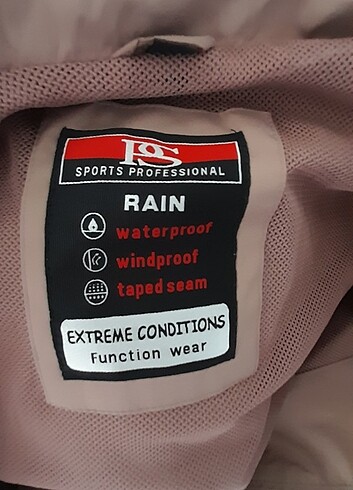 PS
SPORTS PROFESSIONAL
RAIN
waterproof
windproof
taped seam
EXTREME CONDITIONS
Function wear